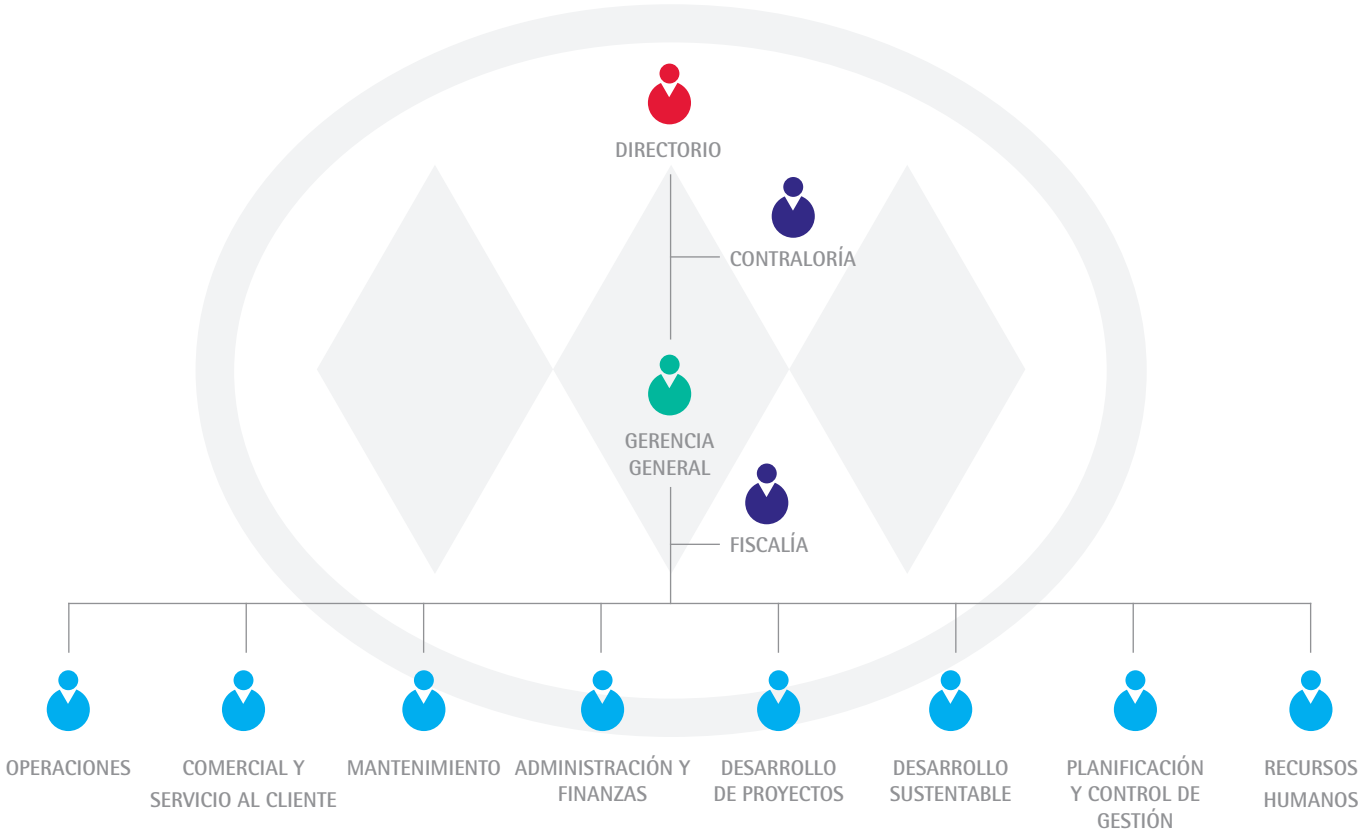 DIRECTORIO
CONTRALORÍA
GERENCIA
GENERAL
FISCALÍA
OPERACIONES
COMERCIAL Y
SERVICIO AL CLIENTE
MANTENIMIENTO
ADMINISTRACIÓN Y
FINANZAS
DESARROLLO
DE PROYECTOS
DESARROLLO
SUSTENTABLE
PLANIFICACIÓN
Y CONTROL DE
GESTIÓN
RECURSOS
HUMANOS